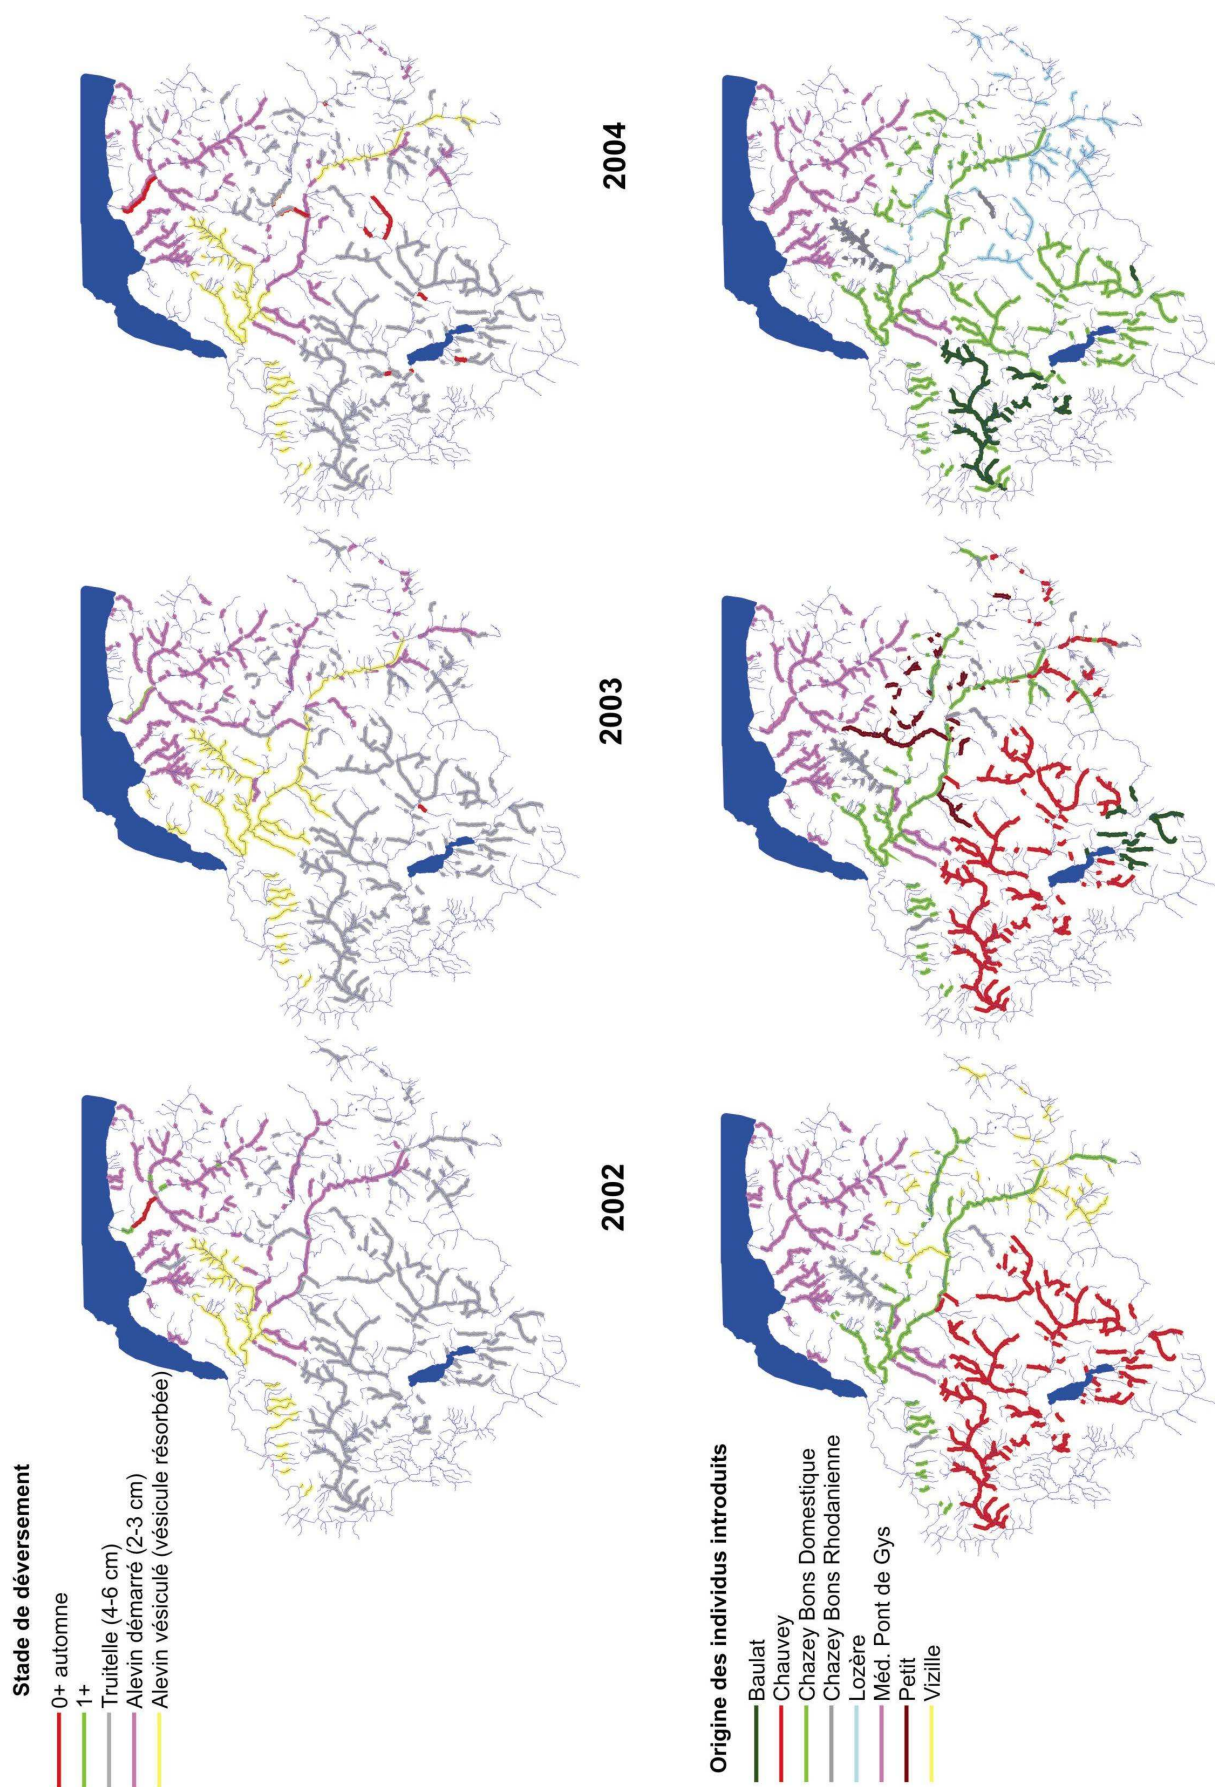 Stade de déversement
0+ automne
1+
Truitelle (4-6 cm)
Alevin démarré (2-3 cm)
Alevin vésiculé (vésicule résorbée)
2002
2003
2004
Origine des individus introduits
Baulat
Chauvey
Chazey Bons Domestique
Chazey Bons Rhodanienne
Lozère
Méd. Pont de Gys
Petit
Vizille